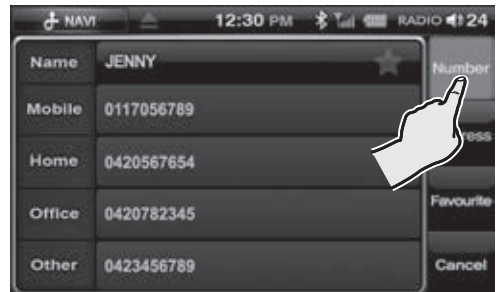 NAVI 12:30 PM RADIO 24
Name JENNY Number
Mobile 0117056789
ress
Home 0420567654
Office 0420782345 Favourite
Other 0423456789 Cancel